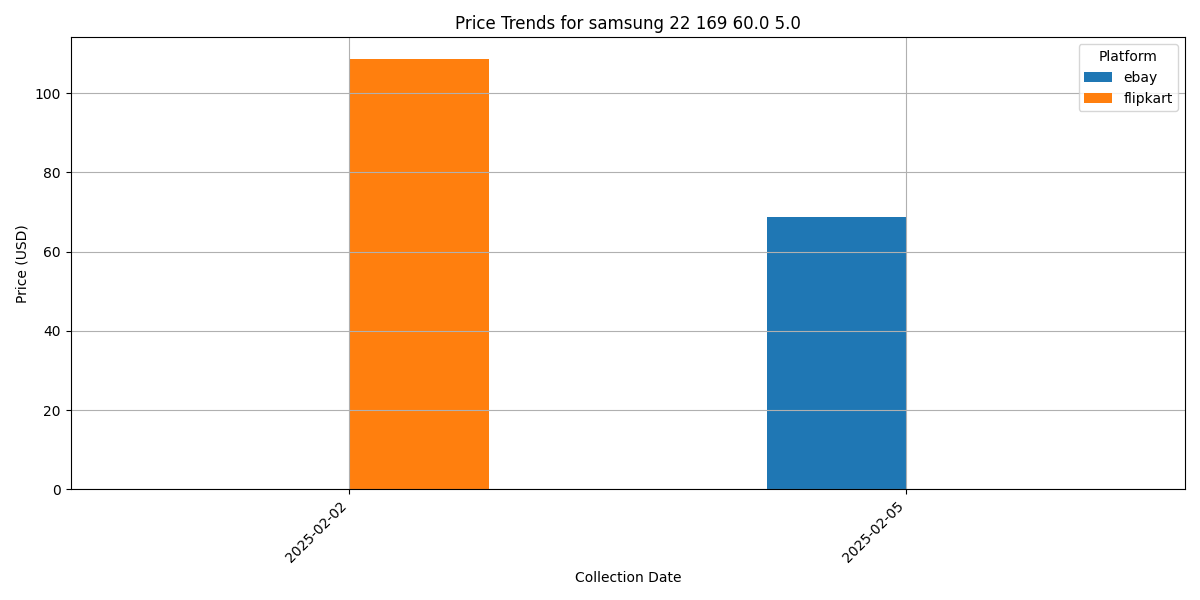 Price Trends for samsung 22 169 60.0 5.0
Platform
ebay
flipkart
Price (USD)
100
80
60
40
20
0
2025-02-02
2025-02-05
Collection Date